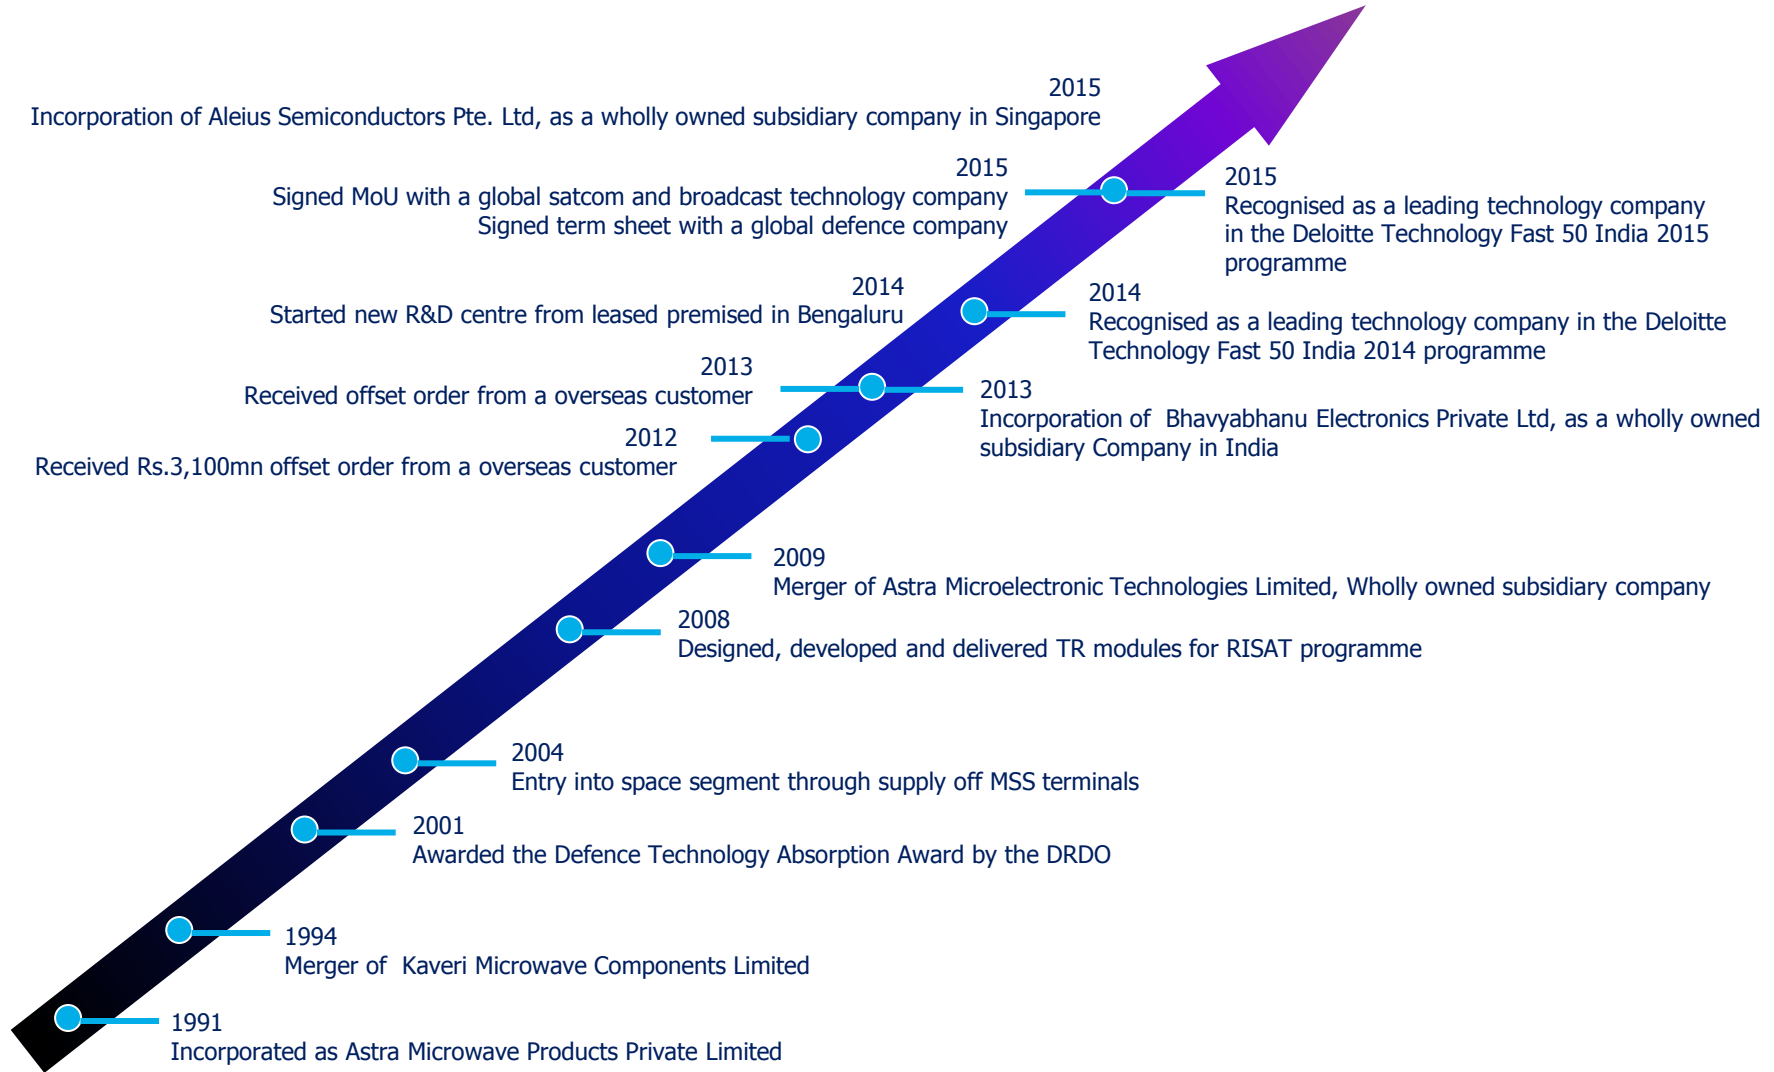 2015
Incorporation of Aleius Semiconductors Pte. Ltd, as a wholly owned subsidiary company in Singapore
2015
Signed MoU with a global satcom and broadcast technology company
Signed term sheet with a global defence company
2015
Recognised as a leading technology company
in the Deloitte Technology Fast 50 India 2015
programme
2014
Started new R&D centre from leased premised in Bengaluru
2014
Recognised as a leading technology company in the Deloitte
Technology Fast 50 India 2014 programme
2013
Received offset order from a overseas customer
2013
Incorporation of Bhavyabhanu Electronics Private Ltd, as a wholly owned
subsidiary Company in India
2012
Received Rs.3,100mn offset order from a overseas customer
2009
Merger of Astra Microelectronic Technologies Limited, Wholly owned subsidiary company
2008
Designed, developed and delivered TR modules for RISAT programme
2004
Entry into space segment through supply off MSS terminals
2001
Awarded the Defence Technology Absorption Award by the DRDO
1994
Merger of Kaveri Microwave Components Limited
1991
Incorporated as Astra Microwave Products Private Limited